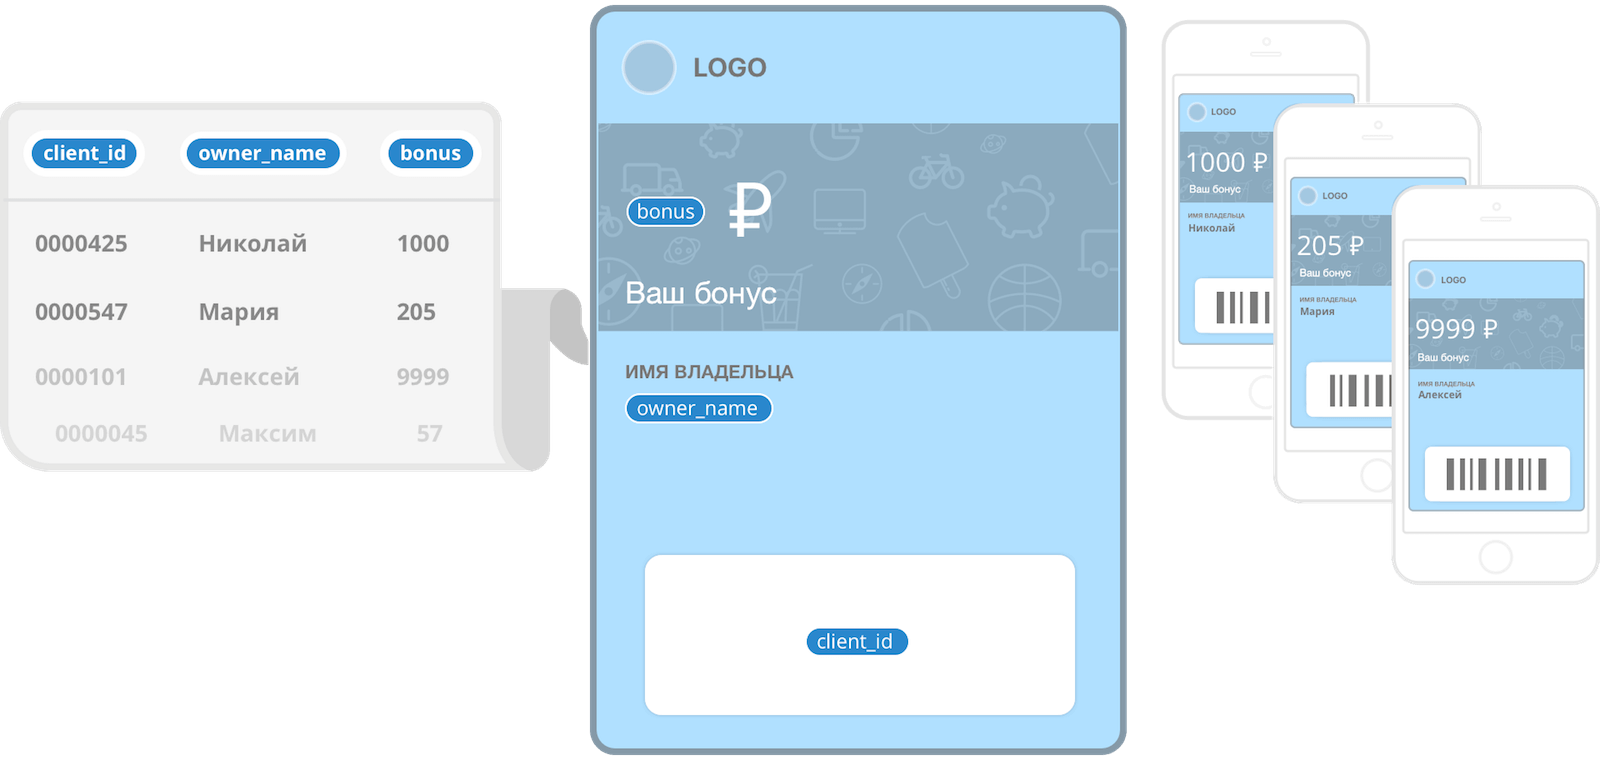 client_id owner_name bonus
0000425 Николай 1000
0000547 Мария 205
0000101 Алексей 9999
0000045 Максим 57
LOGO
bonus ₽
Ваш бонус
ИМЯ ВЛАДЕЛЬЦА
owner_name
client_id
LOGO
1000 ₽
Ваш бонус
ИМЯ ВЛАДЕЛЬЦА
Николай
LOGO
205 ₽
Ваш бонус
ИМЯ ВЛАДЕЛЬЦА
Мария
LOGO
9999 ₽
Ваш бонус
ИМЯ ВЛАДЕЛЬЦА
Алексей